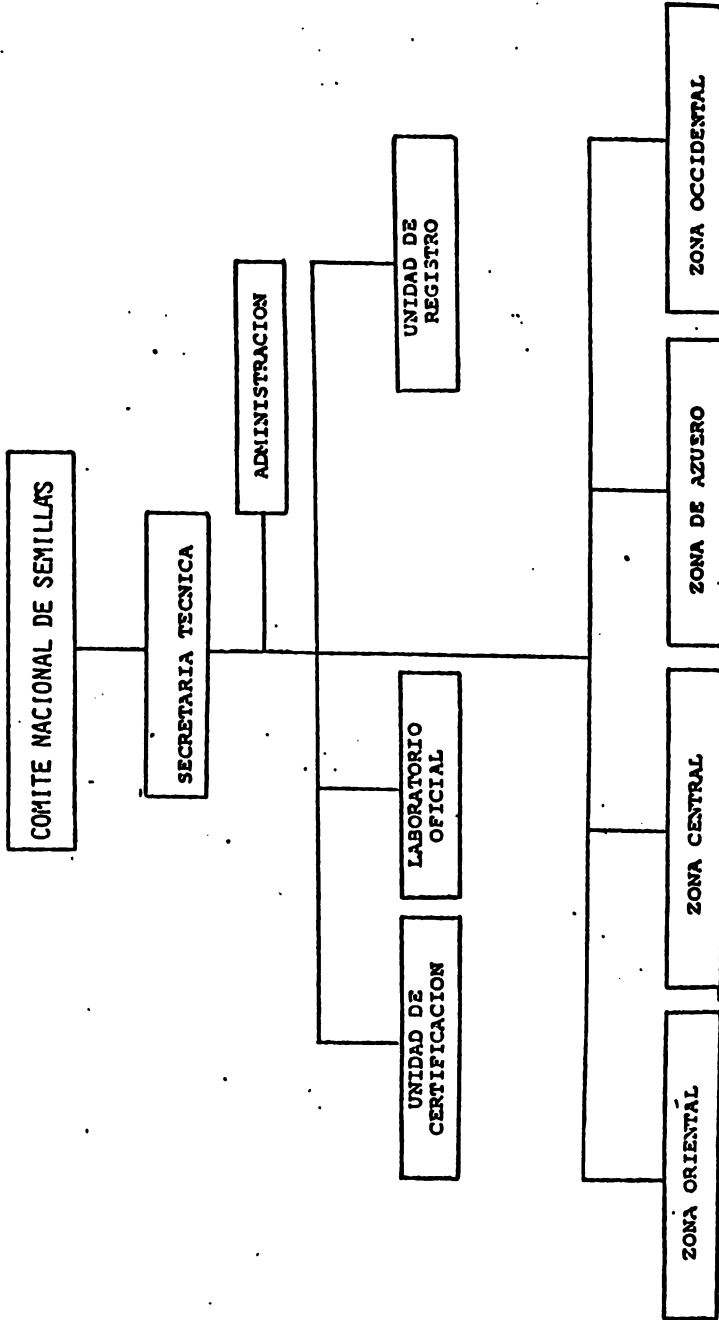 COMITE NACIONAL DE SEMILLAS
SECRETARIA TECNICA
ADMINISTRACION
UNIDAD DE
CERTIFICACION
LABORATORIO
OFICIAL
UNIDAD DE
REGISTRO
ZONA ORIENTAL
ZONA CENTRAL
ZONA DE AZUERO
ZONA OCCIDENTAL